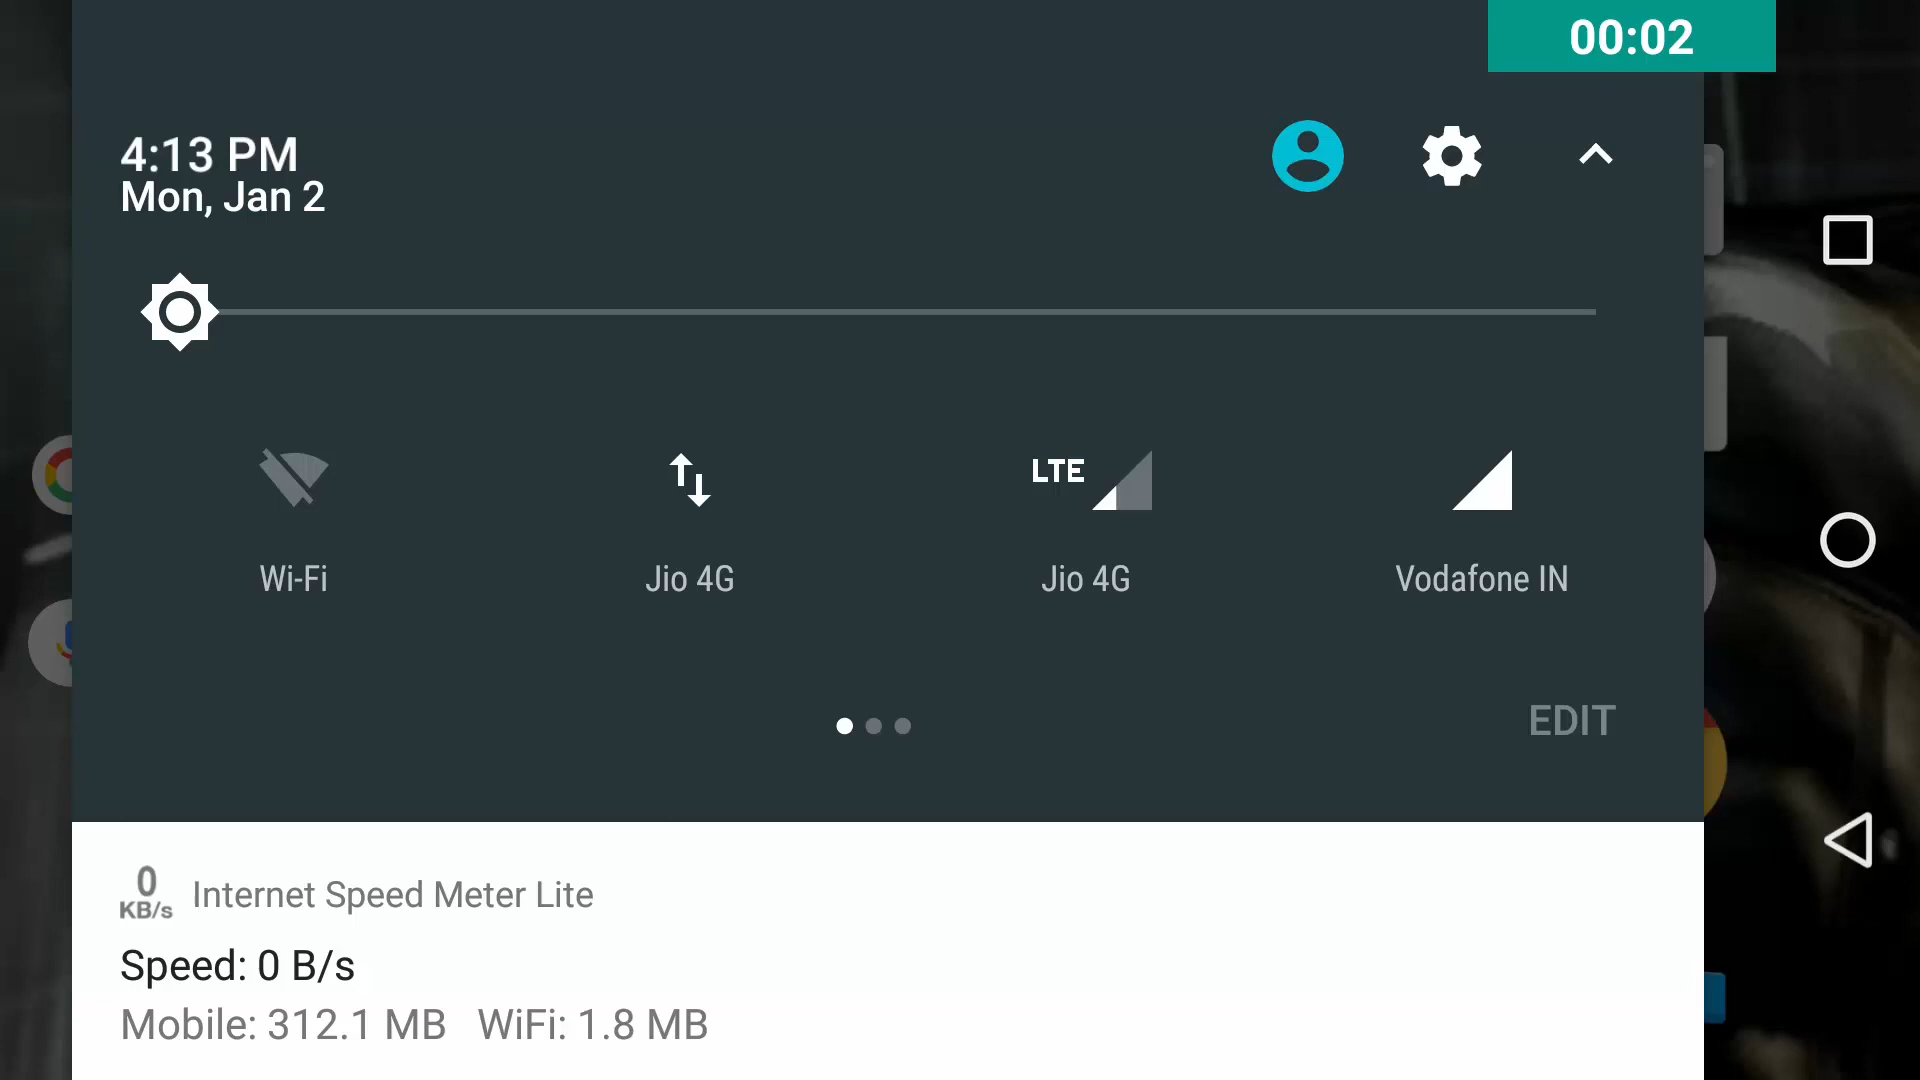 00:02
4:13 PM
Mon, Jan 2
LTE
Wi-Fi
Jio 4G
Jio 4G
Vodafone IN
EDIT
0
KB/s
Internet Speed Meter Lite
Speed: 0 B/s
Mobile: 312.1 MB WiFi: 1.8 MB